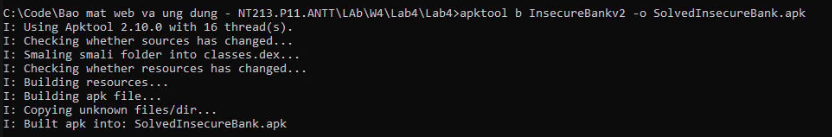 C:\Code\Bao mat web va ung dung - NT213.P11.ANTT\LAb\W4\Lab4\Lab4>apktool b InsecureBankv2 -o SolvedInsecureBank.apk
I: Using Apktool 2.10.0 with 16 thread(s).
I: Checking whether sources has changed...
I: Smaling smali folder into classes.dex...
I: Checking whether resources has changed...
I: Building resources...
I: Building apk file...
I: Copying unknown files/dir...
I: Built apk into: SolvedInsecureBank.apk